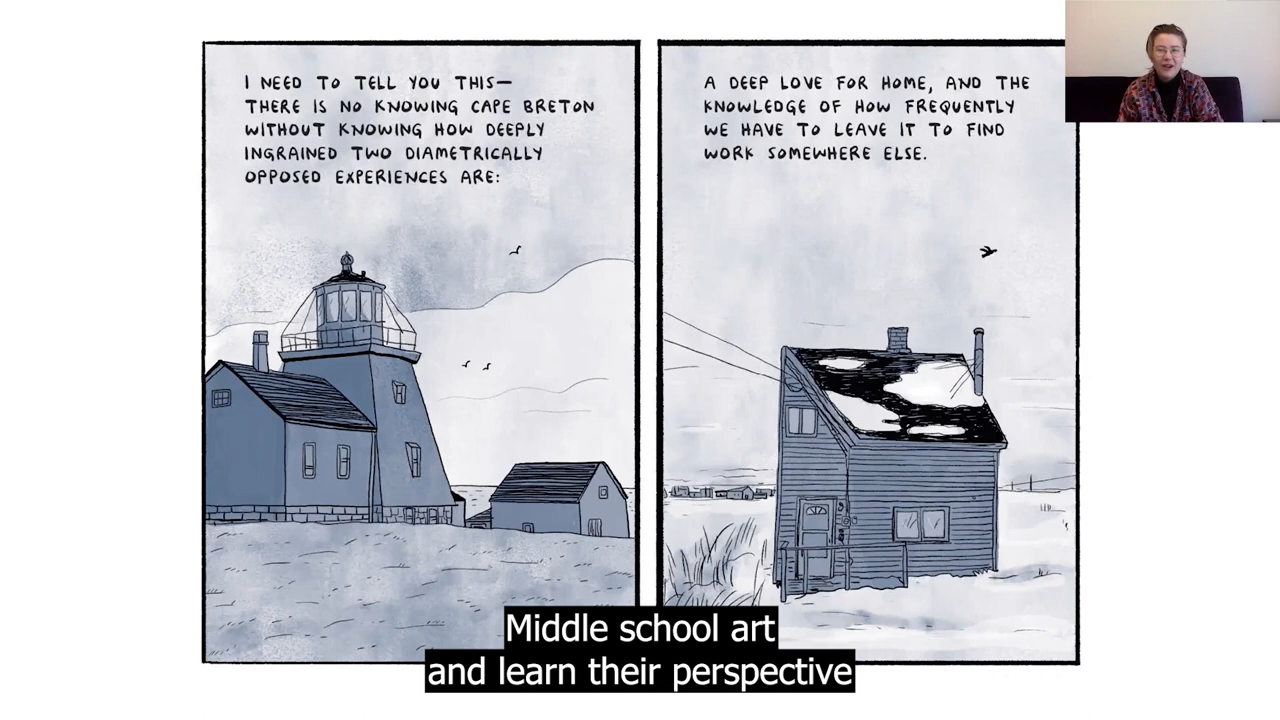 I NEED TO TELL YOU THIS—
THERE IS NO KNOWING CAPE BRETON
WITHOUT KNOWING HOW DEEPLY
INGRAINED TWO DIAMETRICALLY
OPPOSED EXPERIENCES ARE:
A DEEP LOVE FOR HOME, AND THE
KNOWLEDGE OF HOW FREQUENTLY
WE HAVE TO LEAVE IT TO FIND
WORK SOMEWHERE ELSE.
Middle school art
and learn their perspective